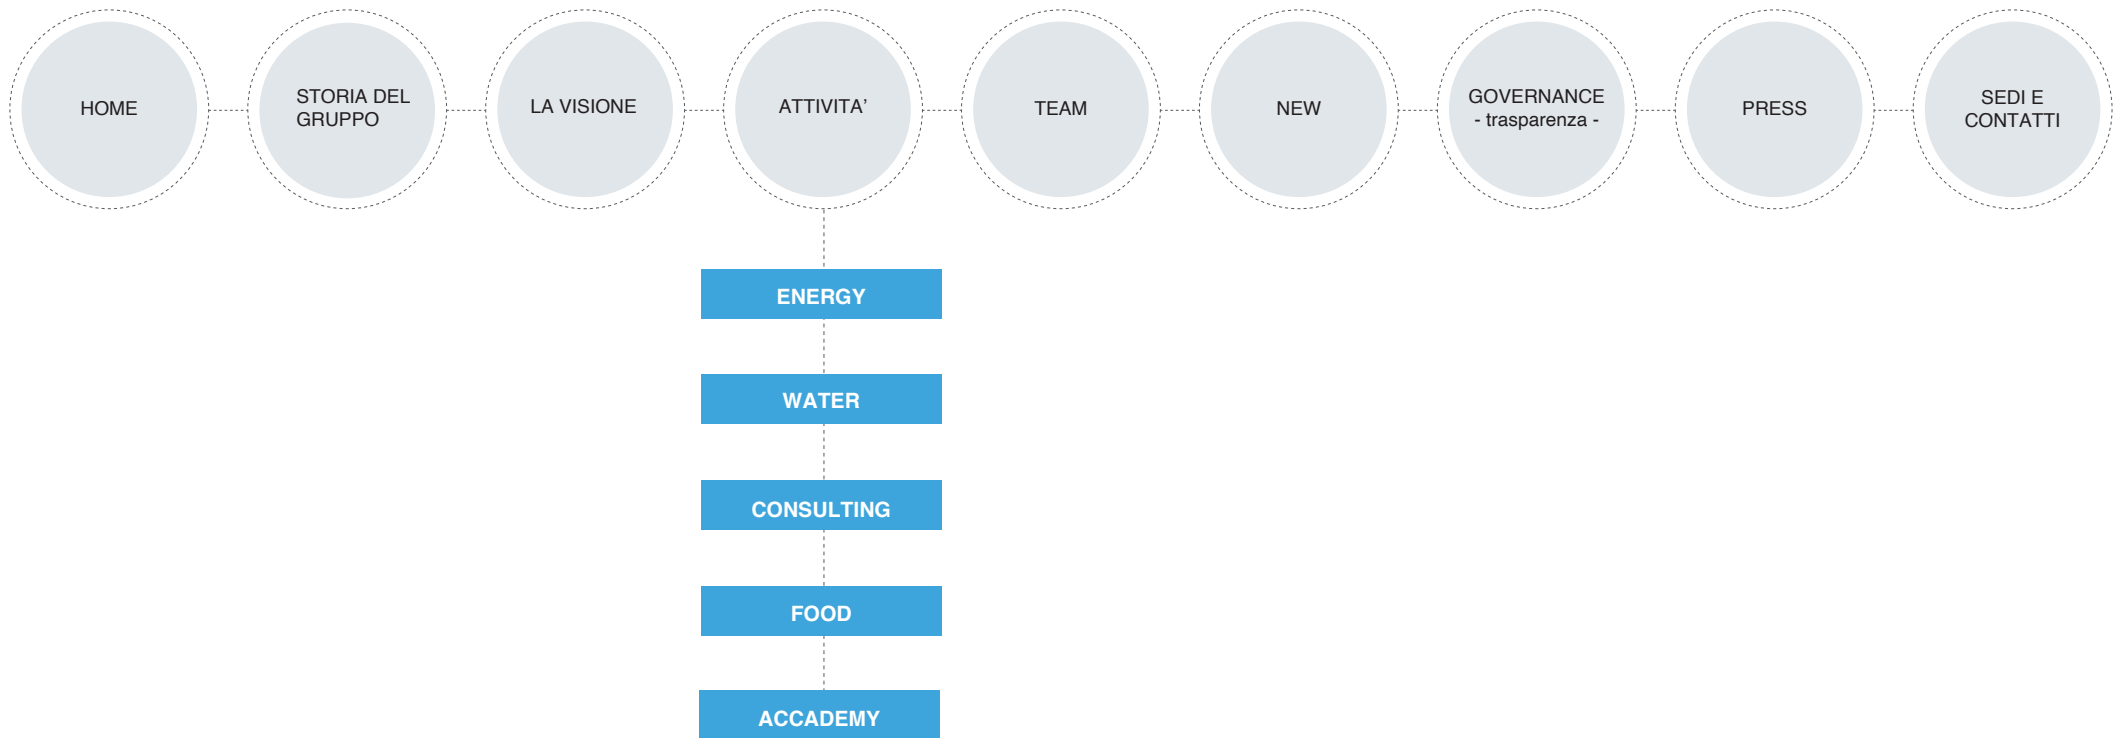 HOME
STORIA DEL
GRUPPO
LA VISIONE
ATTIVITA'
TEAM
NEW
GOVERNANCE
- trasparenza -
PRESS
SEDI E
CONTATTI
ENERGY
WATER
CONSULTING
FOOD
ACCADEMY